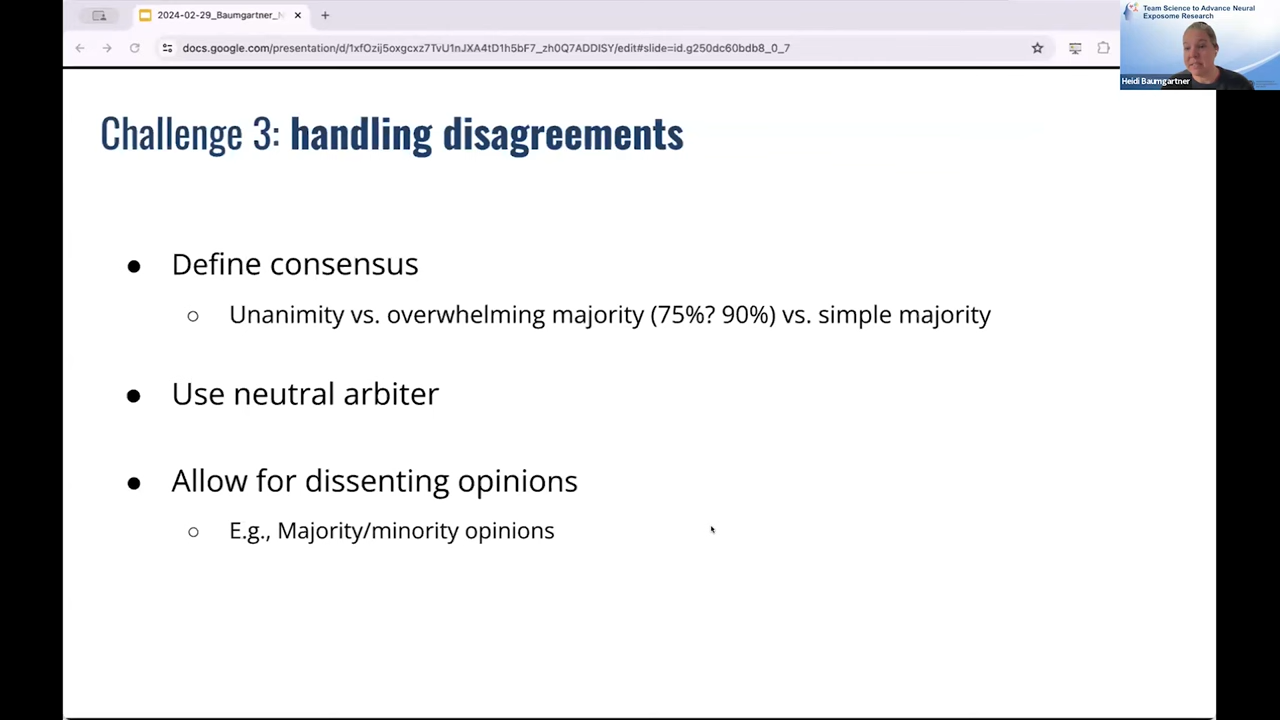 2024-02-29_Baumgartner_N
docs.google.com/presentation/d/1xfOzij5oxgcxz7TvU1nJXA4tD1h5bF7_zh0Q7ADDISY/edit#slide=id.g250dc60bdb8_0_7
Team Science to Advance Neural
Exposome Research
Heidi Baumgartner
Challenge 3: handling disagreements
● Define consensus
○ Unanimity vs. overwhelming majority (75%? 90%) vs. simple majority
● Use neutral arbiter
● Allow for dissenting opinions
○ E.g., Majority/minority opinions